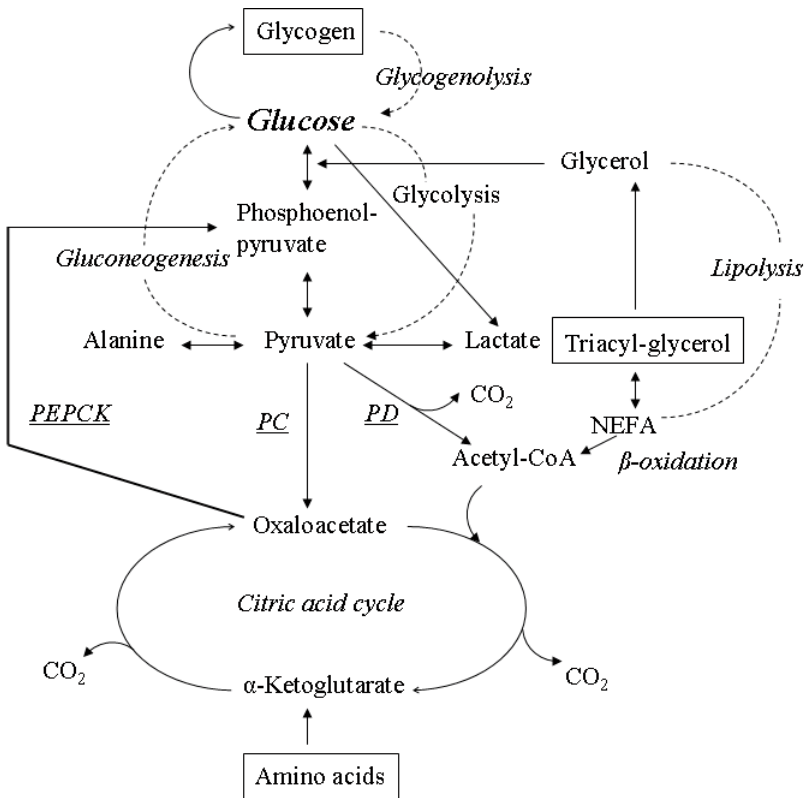 Glycogen
Glycogenolysis
Glucose
Glycerol
Glycolysis
Phosphoenol-
pyruvate
Gluconeogenesis
Lipolysis
Alanine
Pyruvate
Lactate
Triacyl-glycerol
CO2
PEPCK
PC
PD
NEFA
Acetyl-CoA
β-oxidation
Oxaloacetate
Citric acid cycle
CO2
CO2
α-Ketoglutarate
Amino acids